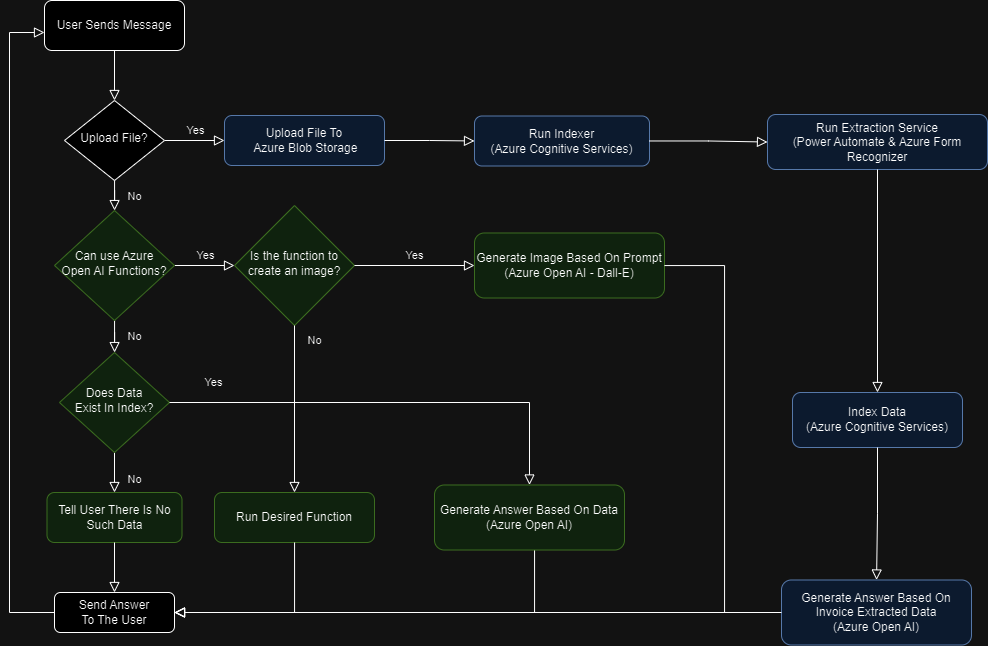 User Sends Message
Upload File?
Yes
Upload File To
Azure Blob Storage
Run Indexer
(Azure Cognitive Services)
Run Extraction Service
(Power Automate & Azure Form
Recognizer
No
Can use Azure
Open AI Functions?
Yes
Is the function to
create an image?
Yes
Generate Image Based On Prompt
(Azure Open AI - Dall-E)
No
No
Does Data
Exist In Index?
Yes
Index Data
(Azure Cognitive Services)
No
Tell User There Is No
Such Data
Run Desired Function
Generate Answer Based On Data
(Azure Open AI)
Send Answer
To The User
Generate Answer Based On
Invoice Extracted Data
(Azure Open AI)